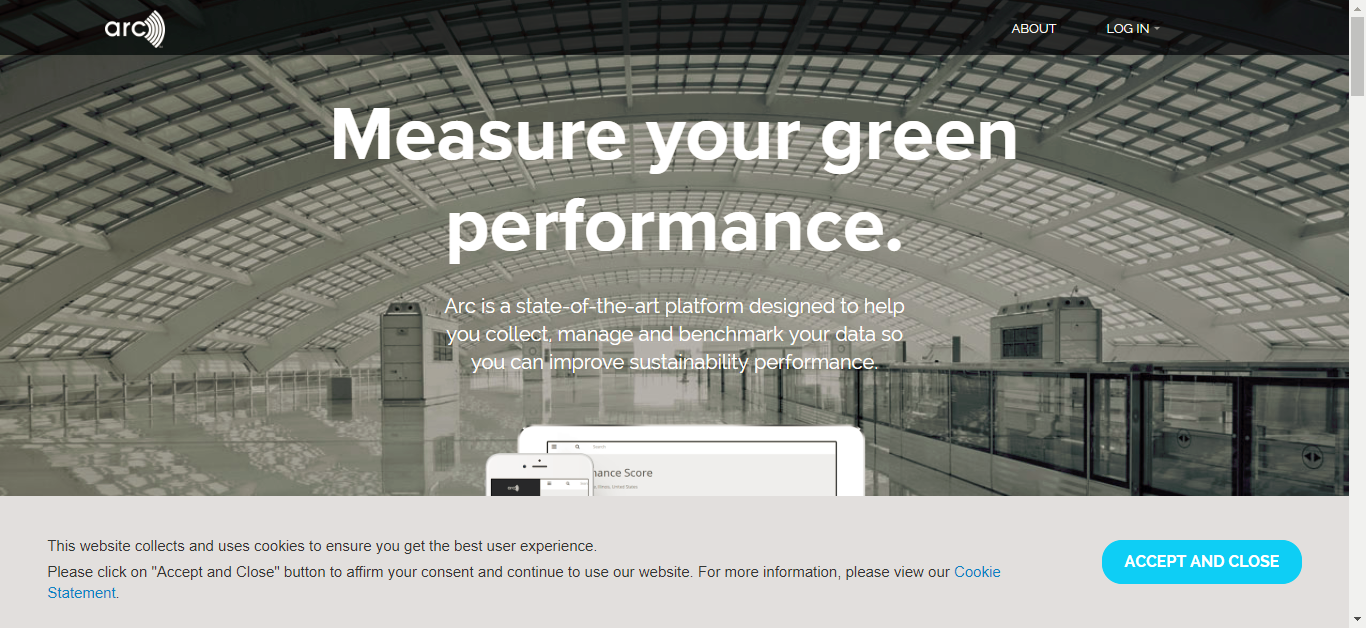 arc
ABOUT
LOG IN
Measure your green
performance.
Arc is a state-of-the-art platform designed to help
you collect, manage and benchmark your data so
you can improve sustainability performance.
Search
nance Score
United States
arc
This website collects and uses cookies to ensure you get the best user experience.
Please click on "Accept and Close" button to affirm your consent and continue to use our website. For more information, please view our Cookie
Statement.
ACCEPT AND CLOSE